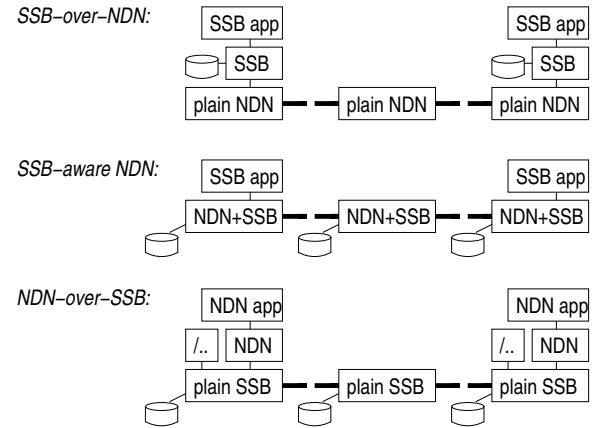 SSB−over−NDN:
SSB app SSB app
SSB SSB
plain NDN plain NDN plain NDN
SSB−aware NDN:
SSB app SSB app
NDN+SSB NDN+SSB NDN+SSB
NDN−over−SSB:
NDN app NDN app
/.. NDN /.. NDN
plain SSB plain SSB plain SSB